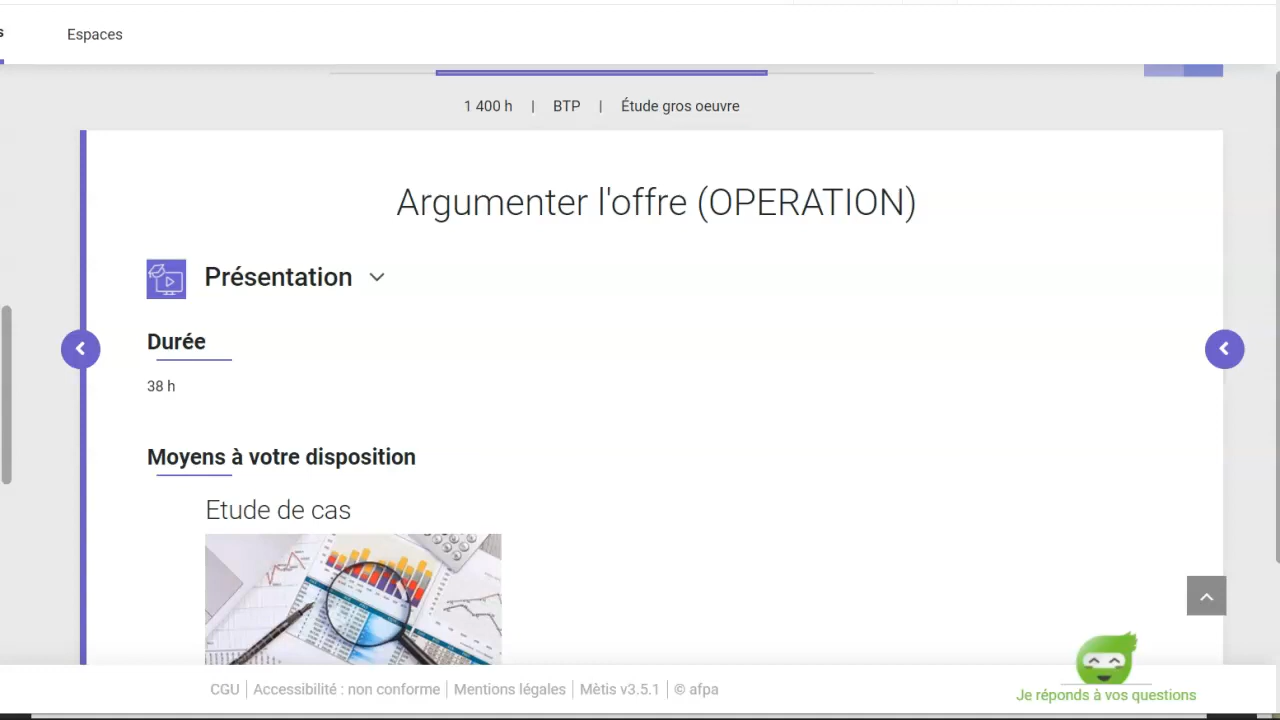 Espaces
1 400 h | BTP | Étude gros oeuvre
Argumenter l'offre (OPERATION)
Présentation
Durée
38 h
Moyens à votre disposition
Etude de cas
CGU | Accessibilité : non conforme | Mentions légales | Mètis v3.5.1 | © afpa
Je réponds à vos questions